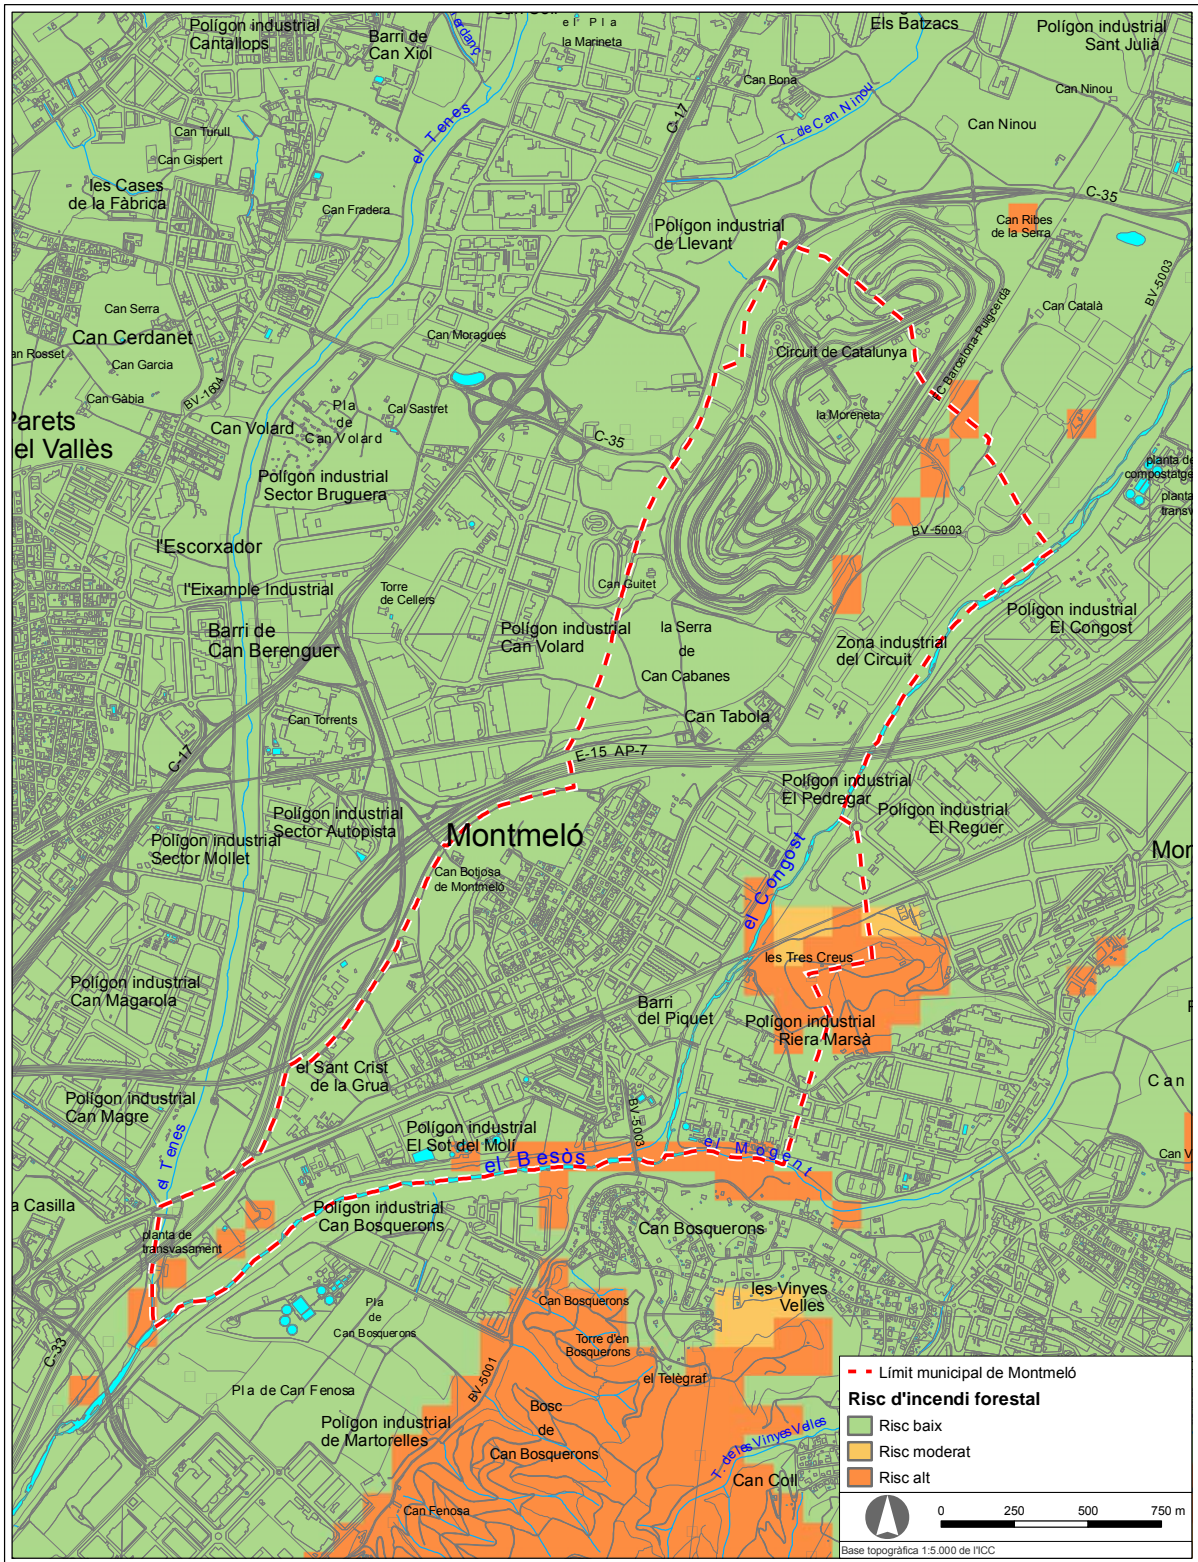 Can Coll
el Pla
Polígon industrial
Cantallops
Barri de
Can Xiol
la Marineta
Els Batzacs
Polígon industrial
Sant Julià
Can Bona
Can Ninou
C-17
T. de Can Ninou
Can Ninou
el Tenes
Can Turull
Can Gispert
les Cases
de la Fàbrica
Can Fradera
C-35
Polígon industrial
de Llevant
Can Ribes
de la Serra
BV-5003
Can Serra
Can Català
Can Cerdanet
Can Moragues
Circuit de Catalunya
FC Barcelona-Puigcerdà
an Rosset
Can Garcia
BV-1604
Can Gàbia
Pla
de
Can Volard
Cal Sastret
la Moreneta
Parets
el Vallès
Can Volard
C-35
Polígon industrial
Sector Bruguera
planta de
compostatge
planta
transv
BV-5003
l'Escorxador
l'Eixample Industrial
Torre
de Cellers
Can Guitet
Polígon industrial
El Congost
Barri de
Can Berenguer
Polígon industrial
Can Volard
la Serra
de
Can Cabanes
Zona industrial
del Circuit
Can Torrents
Can Tabola
C-17
E-15 AP-7
Polígon industrial
El Pedregar
Polígon industrial
Sector Autopista
Polígon industrial
El Reguer
Polígon industrial
Sector Mollet
Montmeló
Mor
Can Botjosa
de Montmeló
el Congost
les Tres Creus
Polígon industrial
Can Magarola
Barri
del Piquet
Polígon industrial
Riera Marsà
el Sant Crist
de la Grua
Can
Polígon industrial
Can Magre
BV-5003
Polígon industrial
El Sot del Molí
el Mogent
el Tenes
el Besòs
Can V
a Casilla
Polígon industrial
Can Bosquerons
Can Bosquerons
planta de
transvasament
les Vinyes
Velles
Pla
de
Can Bosquerons
Can Bosquerons
Torre d'en
Bosquerons
C-33
el Telègraf
BV-5001
Pla de Can Fenosa
Bosc
de
Can Bosquerons
Polígon industrial
de Martorelles
T. de les Vinyes Velles
Can Coll
Can Fenosa
Límit municipal de Montmeló
Risc d'incendi forestal
Risc baix
Risc moderat
Risc alt
0 250 500 750 m
Base topogràfica 1:5.000 de l'ICC